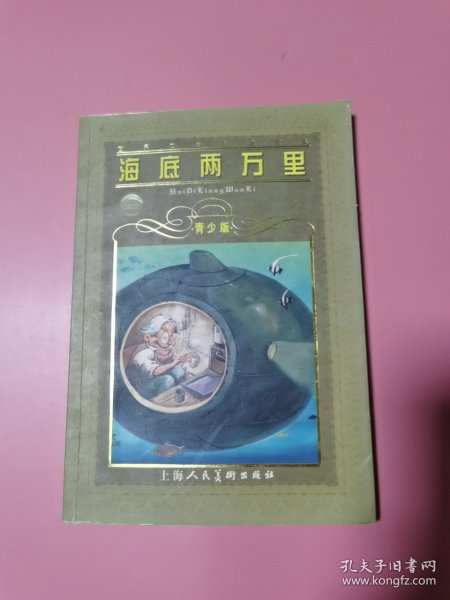 海底两万里
HaiDiLiangWanLi
青少版
上海人民美術出版社
孔夫子旧书网
www.kongfz.com